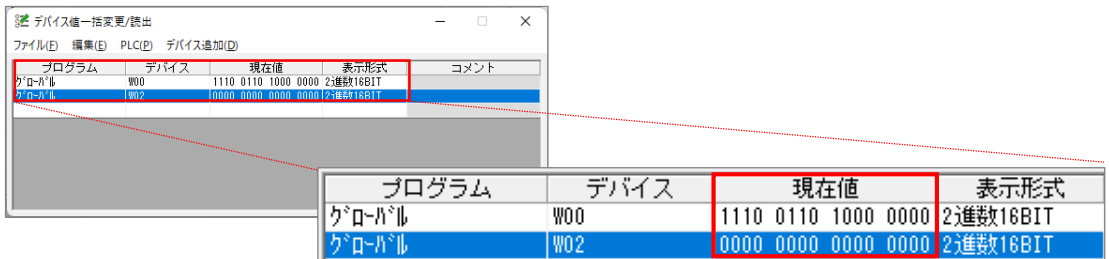 デバイス値一括変更/読出
ファイル(F) 編集(E) PLC(P) デバイス追加(D)
プログラム デバイス 現在値 表示形式 コメント
ｸﾞﾛｰﾊﾞﾙ W00 1110 0110 1000 0000 2進数16BIT
ｸﾞﾛｰﾊﾞﾙ W02 0000 0000 0000 0000 2進数16BIT
プログラム デバイス 現在値 表示形式
ｸﾞﾛｰﾊﾞﾙ W00 1110 0110 1000 0000 2進数16BIT
ｸﾞﾛｰﾊﾞﾙ W02 0000 0000 0000 0000 2進数16BIT